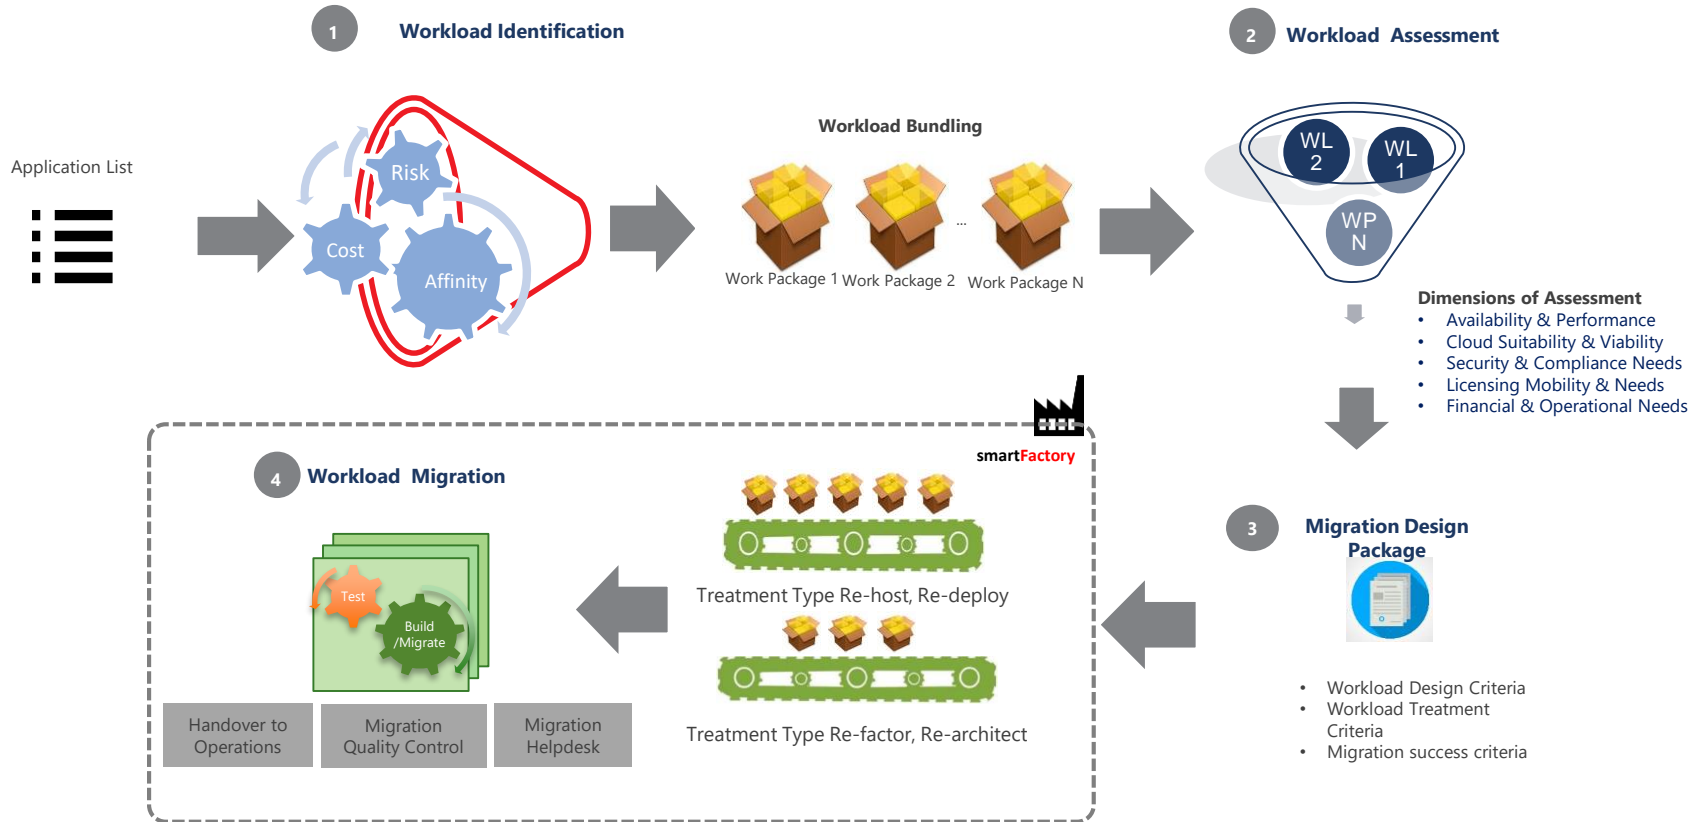 1
Workload Identification
2
Workload Assessment
Application List
Risk
Cost
Affinity
Workload Bundling
...
Work Package 1
Work Package 2
Work Package N
WL
2
WL
1
WP
N
Dimensions of Assessment
• Availability & Performance
• Cloud Suitability & Viability
• Security & Compliance Needs
• Licensing Mobility & Needs
• Financial & Operational Needs
smartFactory
4
Workload Migration
Test
Build
/Migrate
Handover to
Operations
Migration
Quality Control
Migration
Helpdesk
Treatment Type Re-host, Re-deploy
Treatment Type Re-factor, Re-architect
3
Migration Design
Package
• Workload Design Criteria
• Workload Treatment
Criteria
• Migration success criteria